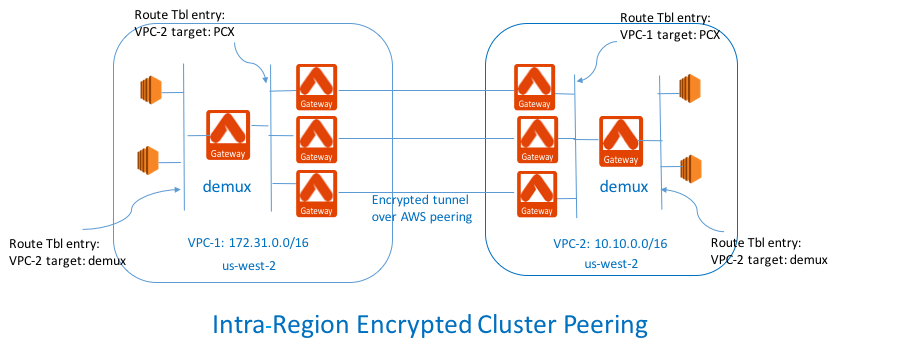 Route Tbl entry:
VPC-2 target: PCX
Route Tbl entry:
VPC-1 target: PCX
Gateway
Gateway
Gateway
Gateway
demux
Gateway
Gateway
Gateway
Gateway
demux
Encrypted tunnel
over AWS peering
Route Tbl entry:
VPC-2 target: demux
VPC-1: 172.31.0.0/16
us-west-2
VPC-2: 10.10.0.0/16
us-west-2
Route Tbl entry:
VPC-2 target: demux
Intra-Region Encrypted Cluster Peering